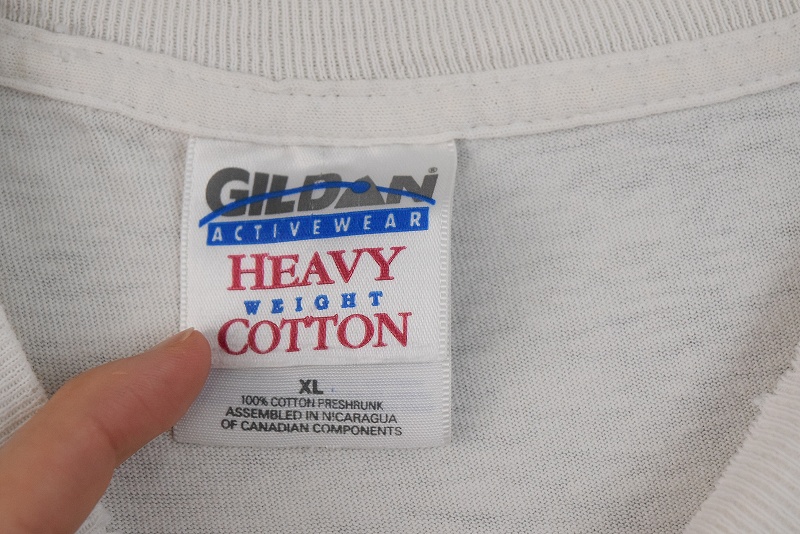 GILDAN®
ACTIVEWEAR
HEAVY
WEIGHT
COTTON
XL
100% COTTON PRESHRUNK
ASSEMBLED IN NICARAGUA
OF CANADIAN COMPONENTS